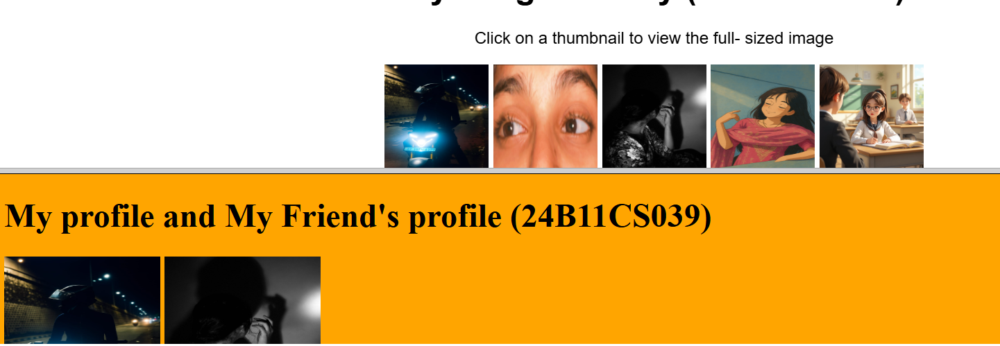 Click on a thumbnail to view the full- sized image
My profile and My Friend's profile (24B11CS039)